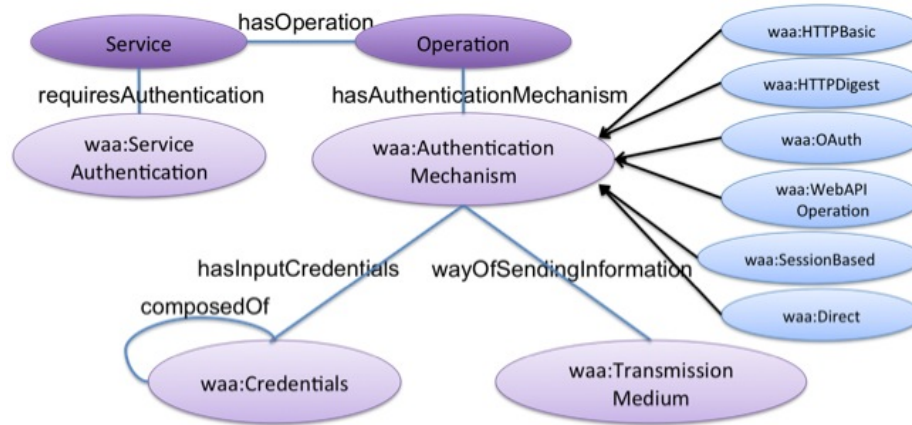 hasOperation
Service
Operation
waa:HTTPBasic
requiresAuthentication
hasAuthenticationMechanism
waa:HTTPDigest
waa:Service
Authentication
waa:Authentication
Mechanism
waa:OAuth
waa:WebAPI
Operation
hasInputCredentials
wayOfSendingInformation
waa:SessionBased
composedOf
waa:Direct
waa:Credentials
waa:Transmission
Medium